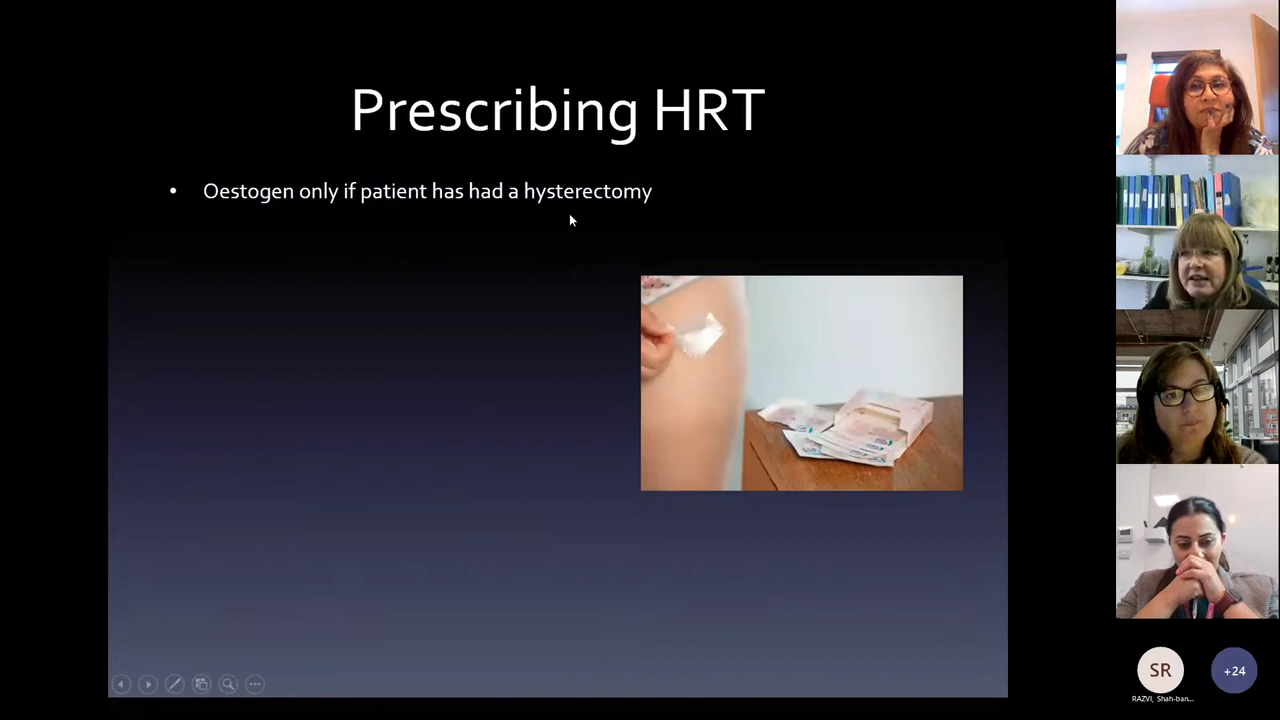 Prescribing HRT
• Oestogen only if patient has had a hysterectomy
SR
+24
RAZVI, Shah-ban...